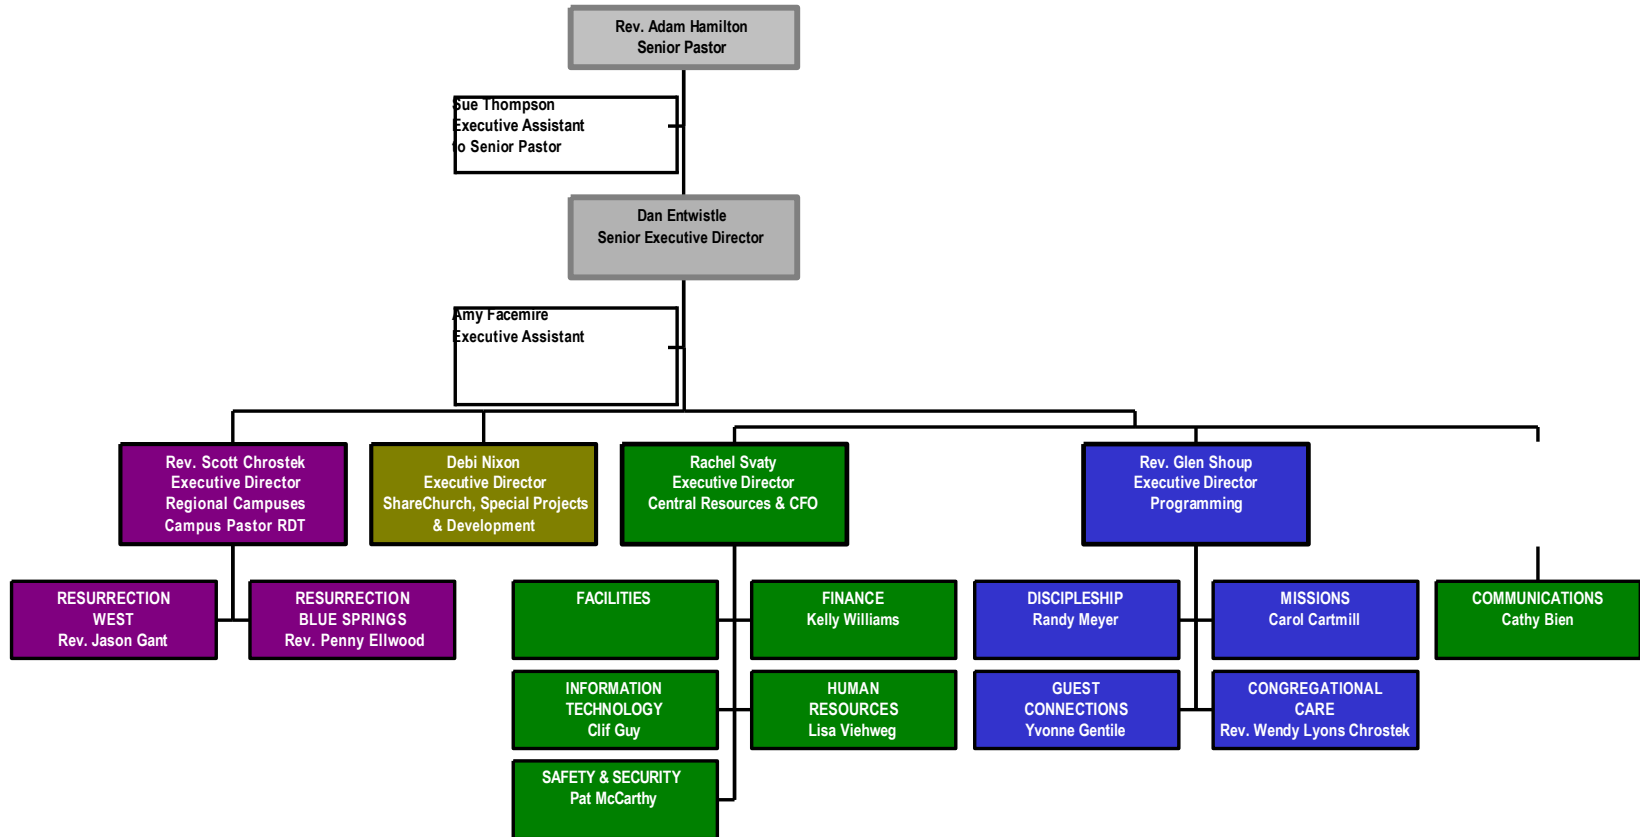 Rev. Adam Hamilton
Senior Pastor
Sue Thompson
Executive Assistant
to Senior Pastor
Dan Entwistle
Senior Executive Director
Amy Facemire
Executive Assistant
Rev. Scott Chrostek
Executive Director
Regional Campuses
Campus Pastor RDT
Debi Nixon
Executive Director
ShareChurch, Special Projects
& Development
Rachel Svaty
Executive Director
Central Resources & CFO
Rev. Glen Shoup
Executive Director
Programming
RESURRECTION
WEST
Rev. Jason Gant
RESURRECTION
BLUE SPRINGS
Rev. Penny Ellwood
FACILITIES
FINANCE
Kelly Williams
DISCIPLESHIP
Randy Meyer
MISSIONS
Carol Cartmill
COMMUNICATIONS
Cathy Bien
INFORMATION
TECHNOLOGY
Clif Guy
HUMAN
RESOURCES
Lisa Viehweg
GUEST
CONNECTIONS
Yvonne Gentile
CONGREGATIONAL
CARE
Rev. Wendy Lyons Chrostek
SAFETY & SECURITY
Pat McCarthy